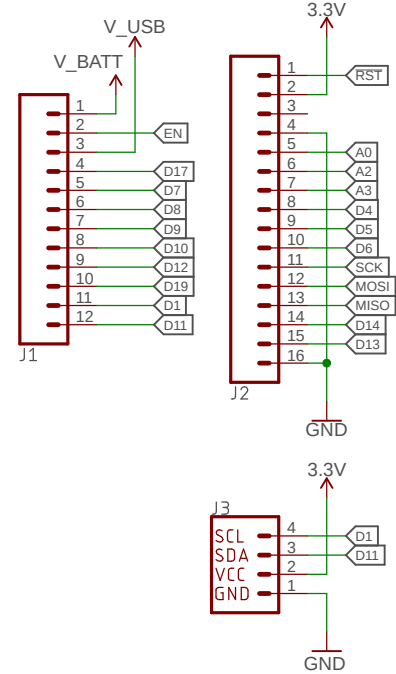 V_USB
V_BATT
1
2 EN
3
4 D17
5 D7
6 D8
7 D9
8 D10
9 D12
10 D19
11 D1
12 D11
J1
3.3V
1 RST
2
3
4
5 A0
6 A2
7 A3
8 D4
9 D5
10 D6
11 SCK
12 MOSI
13 MISO
14 D14
15 D13
16
J2
GND
3.3V
J3
SCL 4 D1
SDA 3 D11
VCC 2
GND 1
GND